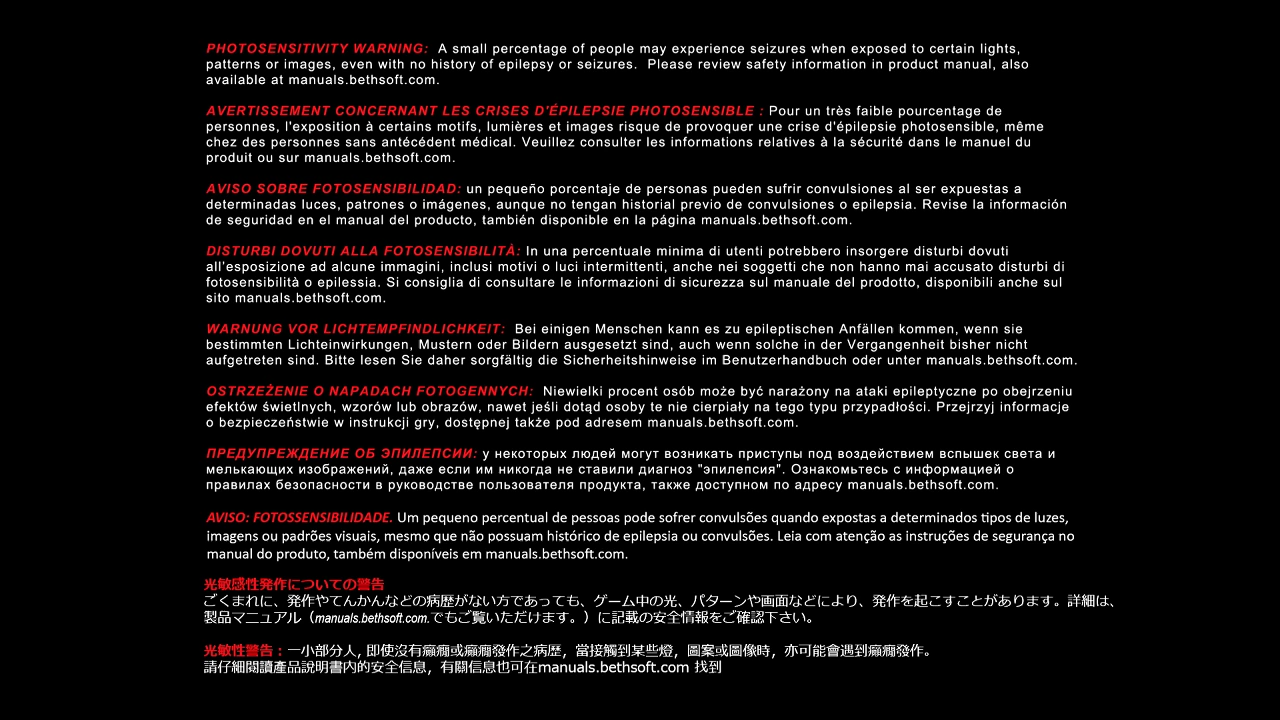 PHOTOSENSITIVITY WARNING: A small percentage of people may experience seizures when exposed to certain lights,
patterns or images, even with no history of epilepsy or seizures. Please review safety information in product manual, also
available at manuals.bethsoft.com.
AVERTISSEMENT CONCERNANT LES CRISES D'ÉPILEPSIE PHOTOSENSIBLE : Pour un très faible pourcentage de
personnes, l'exposition à certains motifs, lumières et images risque de provoquer une crise d'épilepsie photosensible, même
chez des personnes sans antécédent médical. Veuillez consulter les informations relatives à la sécurité dans le manuel du
produit ou sur manuals.bethsoft.com.
AVISO SOBRE FOTOSENSIBILIDAD: un pequeño porcentaje de personas pueden sufrir convulsiones al ser expuestas a
determinadas luces, patrones o imágenes, aunque no tengan historial previo de convulsiones o epilepsia. Revise la información
de seguridad en el manual del producto, también disponible en la página manuals.bethsoft.com.
DISTURBI DOVUTI ALLA FOTOSENSIBILITÀ: In una percentuale minima di utenti potrebbero insorgere disturbi dovuti
all'esposizione ad alcune immagini, inclusi motivi o luci intermittenti, anche nei soggetti che non hanno mai accusato disturbi di
fotosensibilità o epilessia. Si consiglia di consultare le informazioni di sicurezza sul manuale del prodotto, disponibili anche sul
sito manuals.bethsoft.com.
WARNUNG VOR LICHTEMPFINDLICHKEIT: Bei einigen Menschen kann es zu epileptischen Anfällen kommen, wenn sie
bestimmten Lichteinwirkungen, Mustern oder Bildern ausgesetzt sind, auch wenn solche in der Vergangenheit bisher nicht
aufgetreten sind. Bitte lesen Sie daher sorgfältig die Sicherheitshinweise im Benutzerhandbuch oder unter manuals.bethsoft.com.
OSTRZEŻENIE O NAPADACH FOTOGENNYCH: Niewielki procent osób może być narażony na ataki epileptyczne po obejrzeniu
efektów świetlnych, wzorów lub obrazów, nawet jeśli dotąd osoby te nie cierpiały na tego typu przypadłości. Przejrzyj informacje
o bezpieczeństwie w instrukcji gry, dostępnej także pod adresem manuals.bethsoft.com.
ПРЕДУПРЕЖДЕНИЕ ОБ ЭПИЛЕПСИИ: у некоторых людей могут возникать приступы под воздействием вспышек света и
мелькающих изображений, даже если им никогда не ставили диагноз "эпилепсия". Ознакомьтесь с информацией о
правилах безопасности в руководстве пользователя продукта, также доступном по адресу manuals.bethsoft.com.
AVISO: FOTOSSENSIBILIDADE. Um pequeno percentual de pessoas pode sofrer convulsões quando expostas a determinados tipos de luzes,
imagens ou padrões visuais, mesmo que não possuam histórico de epilepsia ou convulsões. Leia com atenção as instruções de segurança no
manual do produto, também disponíveis em manuals.bethsoft.com.
光敏感性発作についての警告
ごくまれに、発作やてんかんなどの病歴がない方であっても、ゲーム中の光、パターンや画面などにより、発作を起こすことがあります。詳細は、
製品マニュアル（manuals.bethsoft.com.でもご覧いただけます。）に記載の安全情報をご確認下さい。
光敏性警告：一小部分人, 即使沒有癲癇或癲癇發作之病歷，當接觸到某些燈，圖案或圖像時，亦可能會遇到癲癇發作。
請仔細閱讀產品說明書內的安全信息，有關信息也可在manuals.bethsoft.com 找到